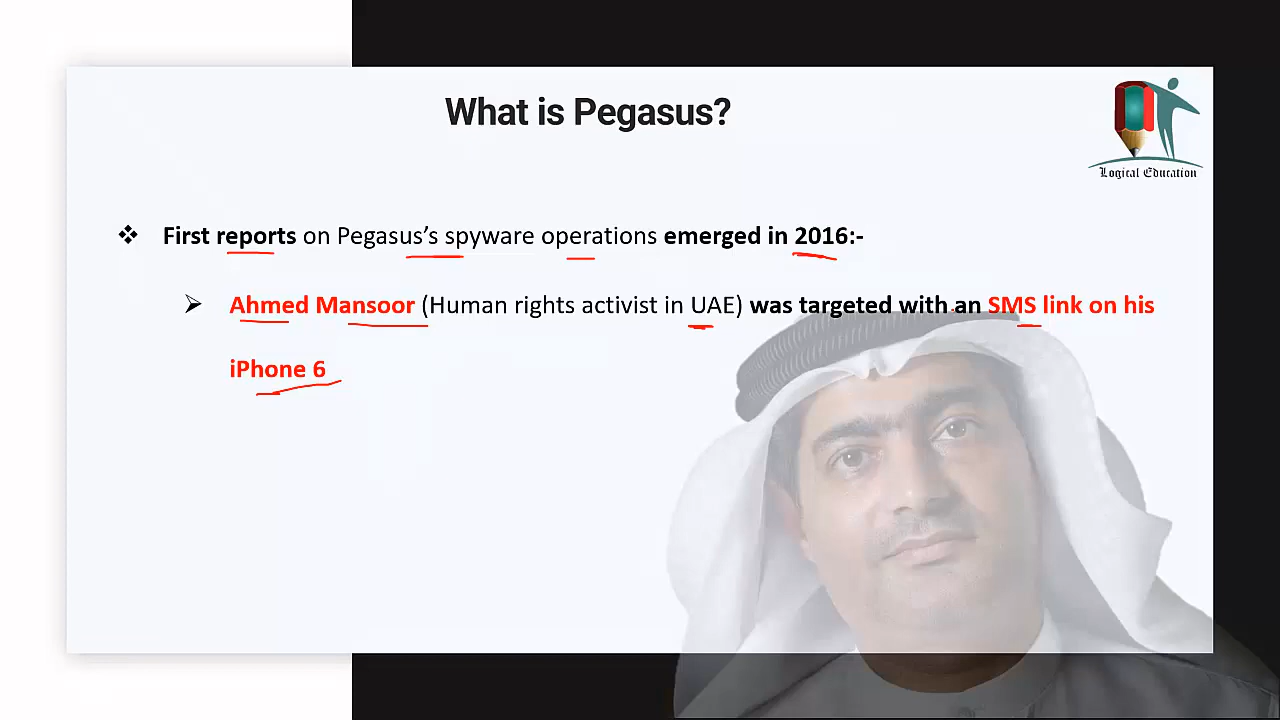 What is Pegasus?
Logical Education
First reports on Pegasus’s spyware operations emerged in 2016:-
Ahmed Mansoor (Human rights activist in UAE) was targeted with an SMS link on his
iPhone 6